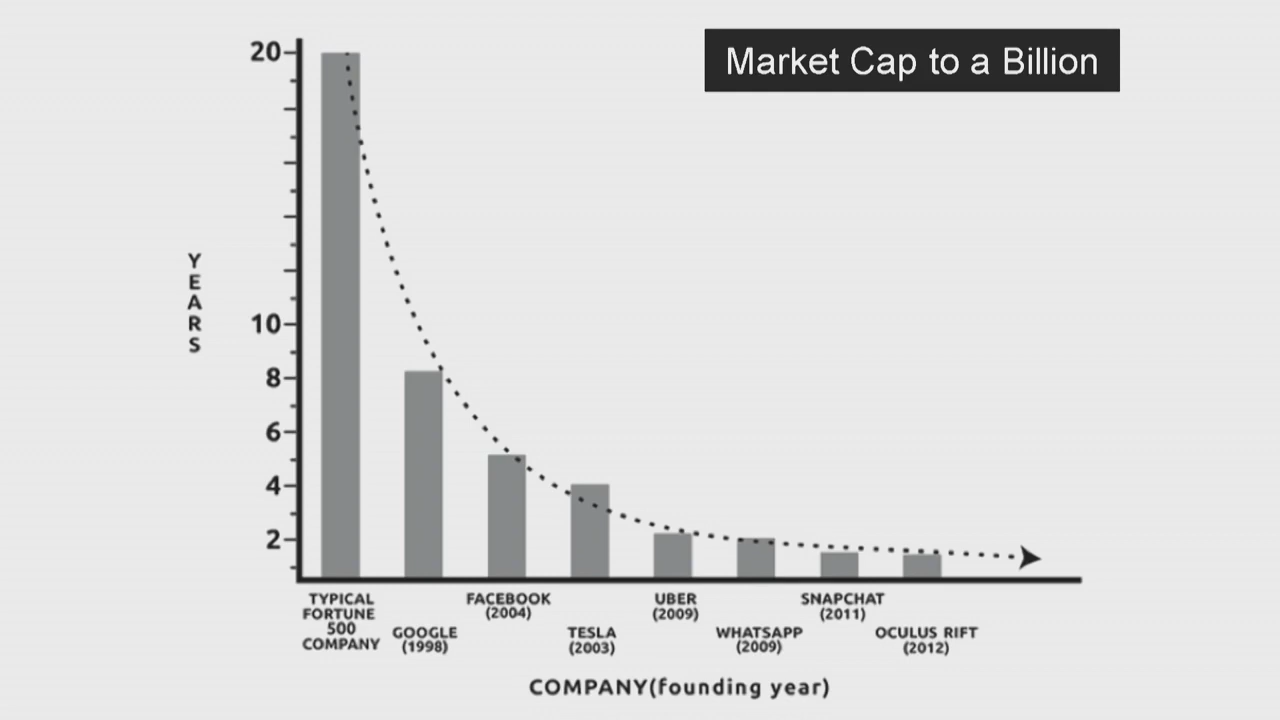 Market Cap to a Billion
20
10
8
6
4
2
YEARS
TYPICAL
FORTUNE
500
COMPANY
GOOGLE
(1998)
FACEBOOK
(2004)
TESLA
(2003)
UBER
(2009)
WHATSAPP
(2009)
SNAPCHAT
(2011)
OCULUS RIFT
(2012)
COMPANY(founding year)